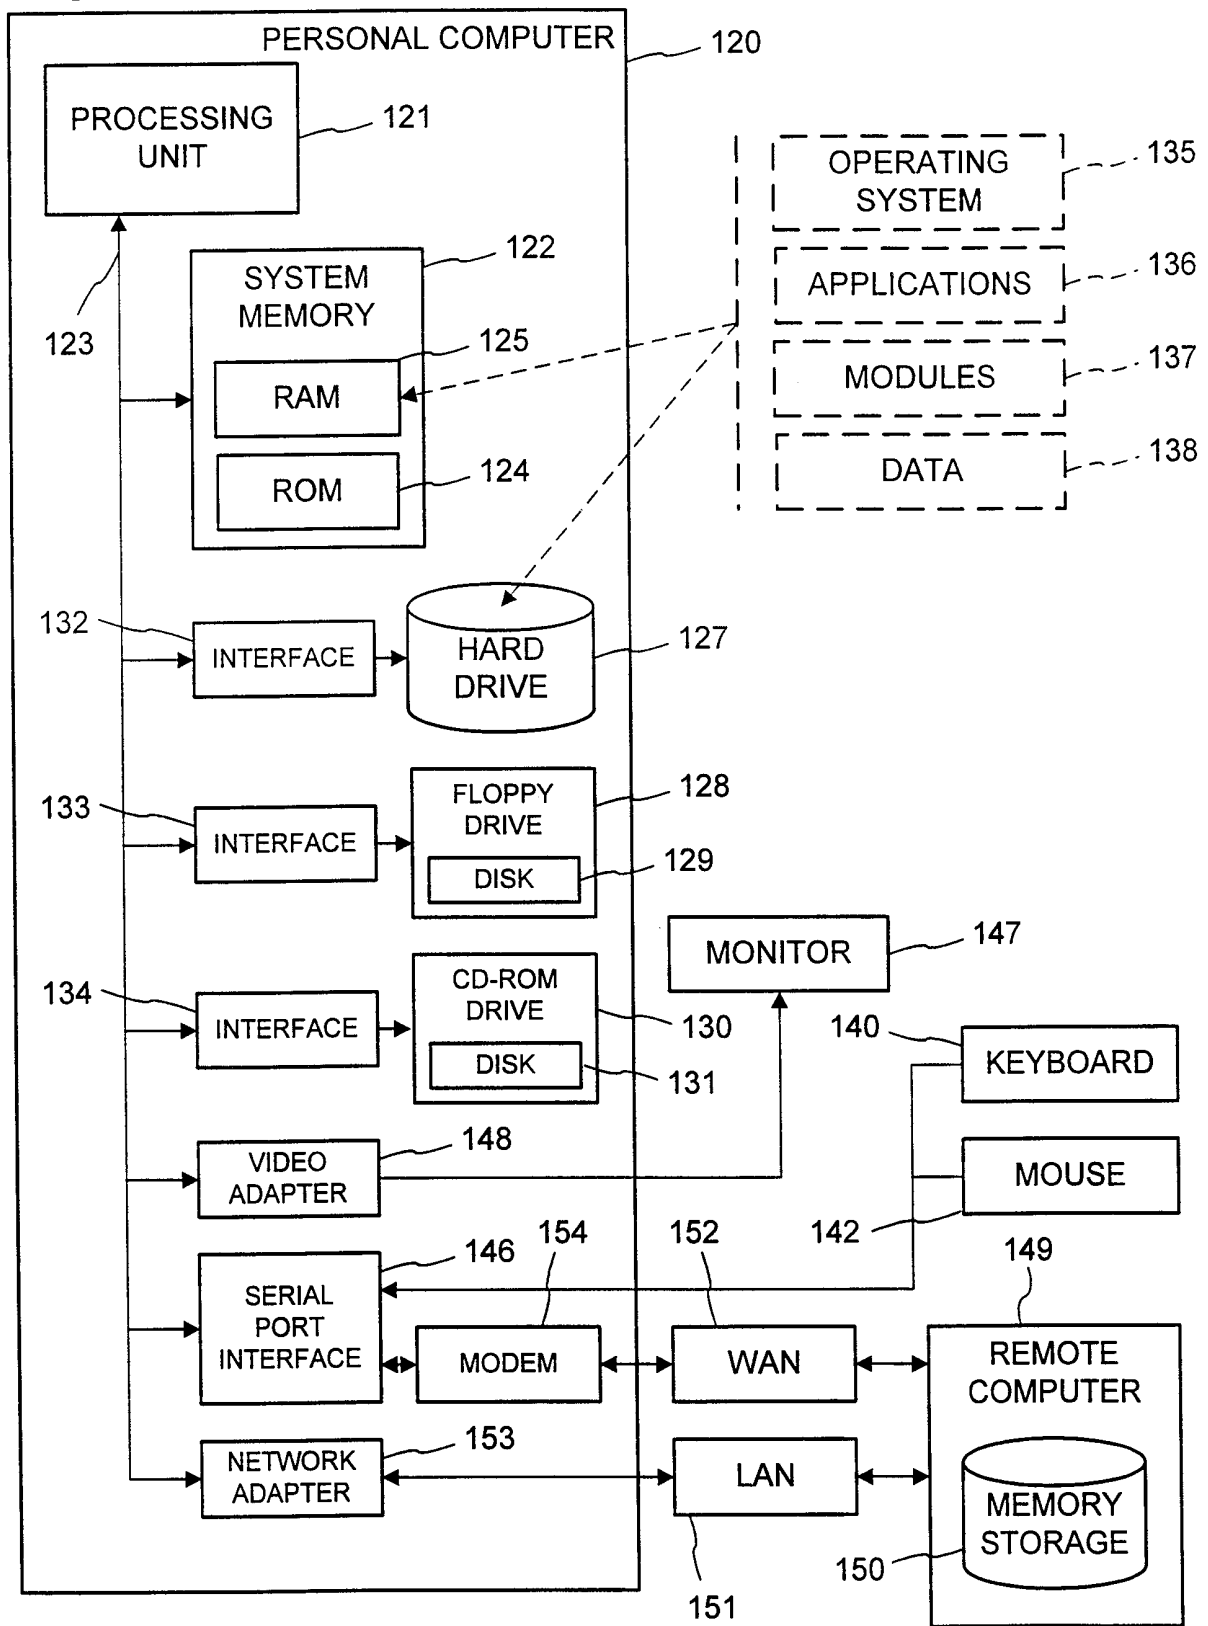 PERSONAL COMPUTER
120
PROCESSING
UNIT
121
123
SYSTEM
MEMORY
122
RAM
125
ROM
124
OPERATING
SYSTEM
135
APPLICATIONS
136
MODULES
137
DATA
138
132
INTERFACE
HARD
DRIVE
127
133
INTERFACE
FLOPPY
DRIVE
128
DISK
129
134
INTERFACE
CD-ROM
DRIVE
130
DISK
131
MONITOR
147
140
KEYBOARD
MOUSE
142
VIDEO
ADAPTER
148
SERIAL
PORT
INTERFACE
146
154
MODEM
152
WAN
149
REMOTE
COMPUTER
NETWORK
ADAPTER
153
LAN
151
MEMORY
STORAGE
150